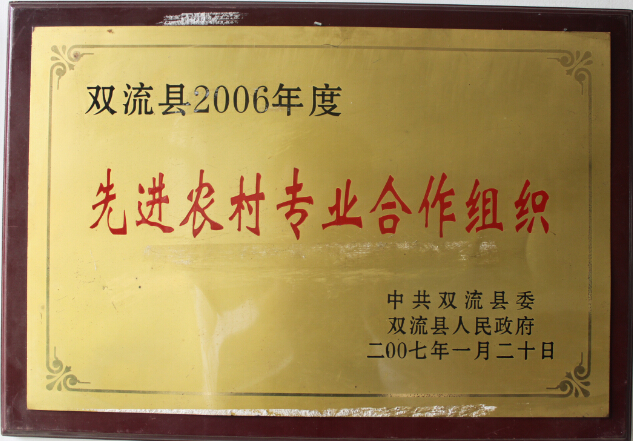 双流县2006年度
先进农村专业合作组织
中共双流县委
双流县人民政府
二00七年一月二十日